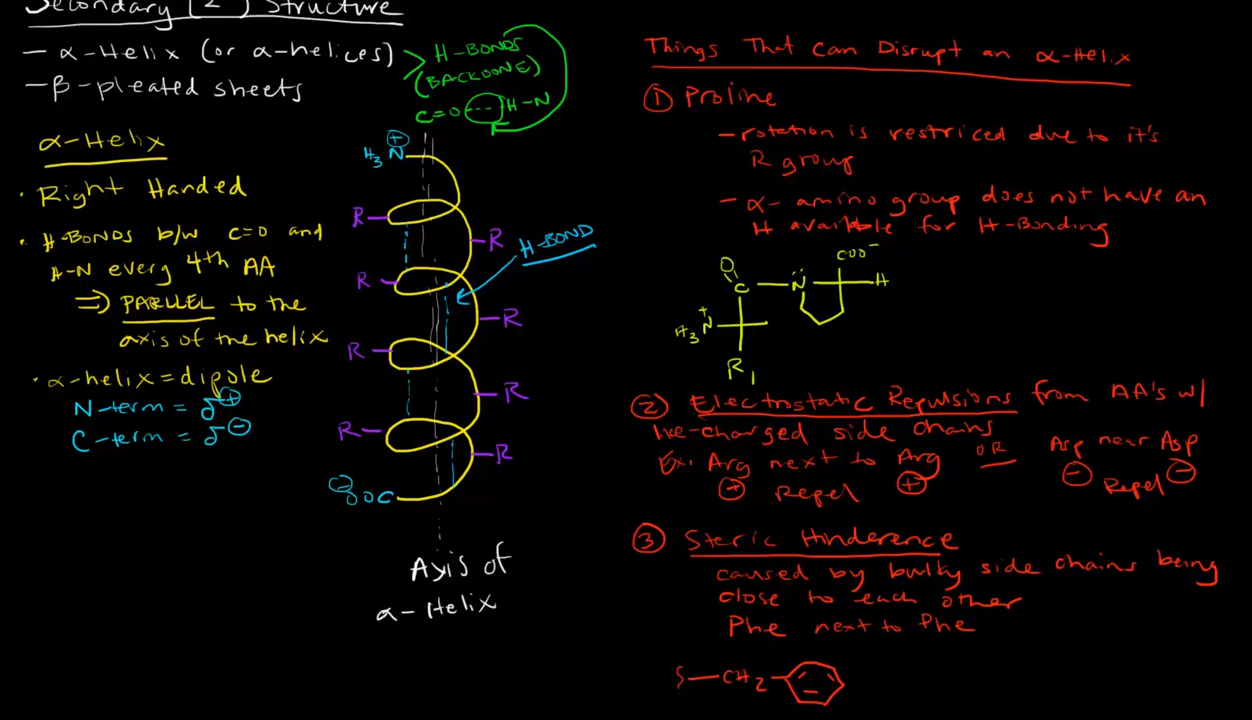 Secondary (2°) Structure
- α-Helix (or α-helices)
- β-pleated sheets
H-BONDS
(BACKBONE)
C=O --- H-N
α-Helix
· Right Handed
· H-BONDS b/w C=O and
H-N every 4th AA
⇒ PARLLEL to the
axis of the helix
· α-helix = dipole
N-term = δ+
C-term = δ-
H3N+
R
R
R
R
R
R
R
R
H-BOND
-OOC
Axis of
α-Helix
Things That Can Disrupt an α-Helix
① Proline
- rotation is restriced due to it's
R group
- α-amino group does not have an
H available for H-Bonding
COO-
O
C N H
H3N+
R1
② Electrostatic Repulsions from AA's w/
like-charged side chains
Ex: Arg next to Arg OR Asp near Asp
+ Repel + - Repel -
③ Steric Hinderence
caused by bulky side chains being
close to each other
Phe next to Phe
CH2